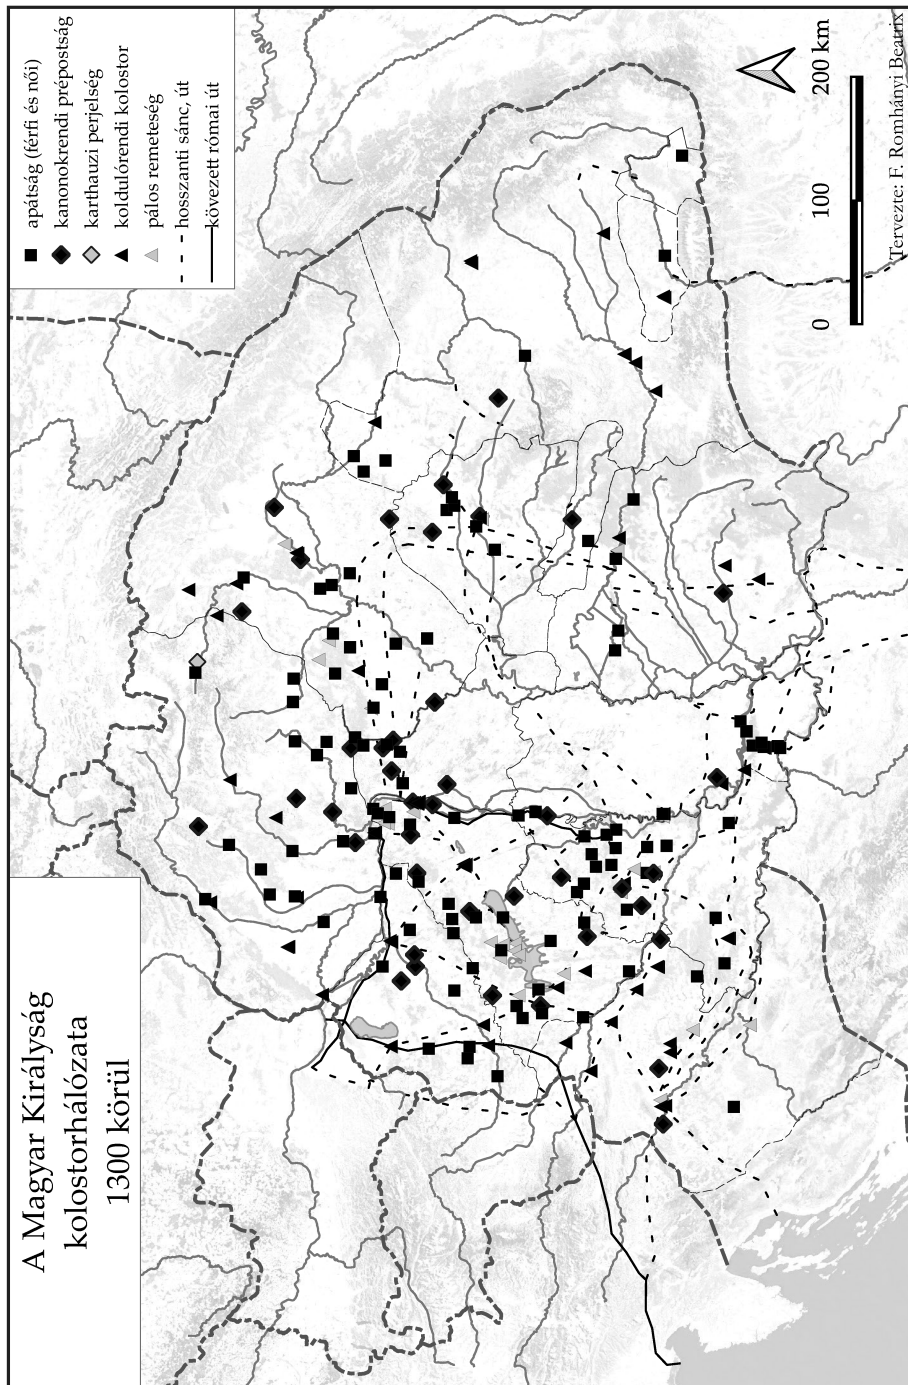 A Magyar Királyság
kolostorhálózata
1300 körül
apátság (férfi és női)
kanonokrendi prépostság
karthauzi perjelség
koldulórendi kolostor
pálos remeteség
hosszanti sánc, út
kövezett római út
0 100 200 km
Tervezte: F. Romhányi Beatrix